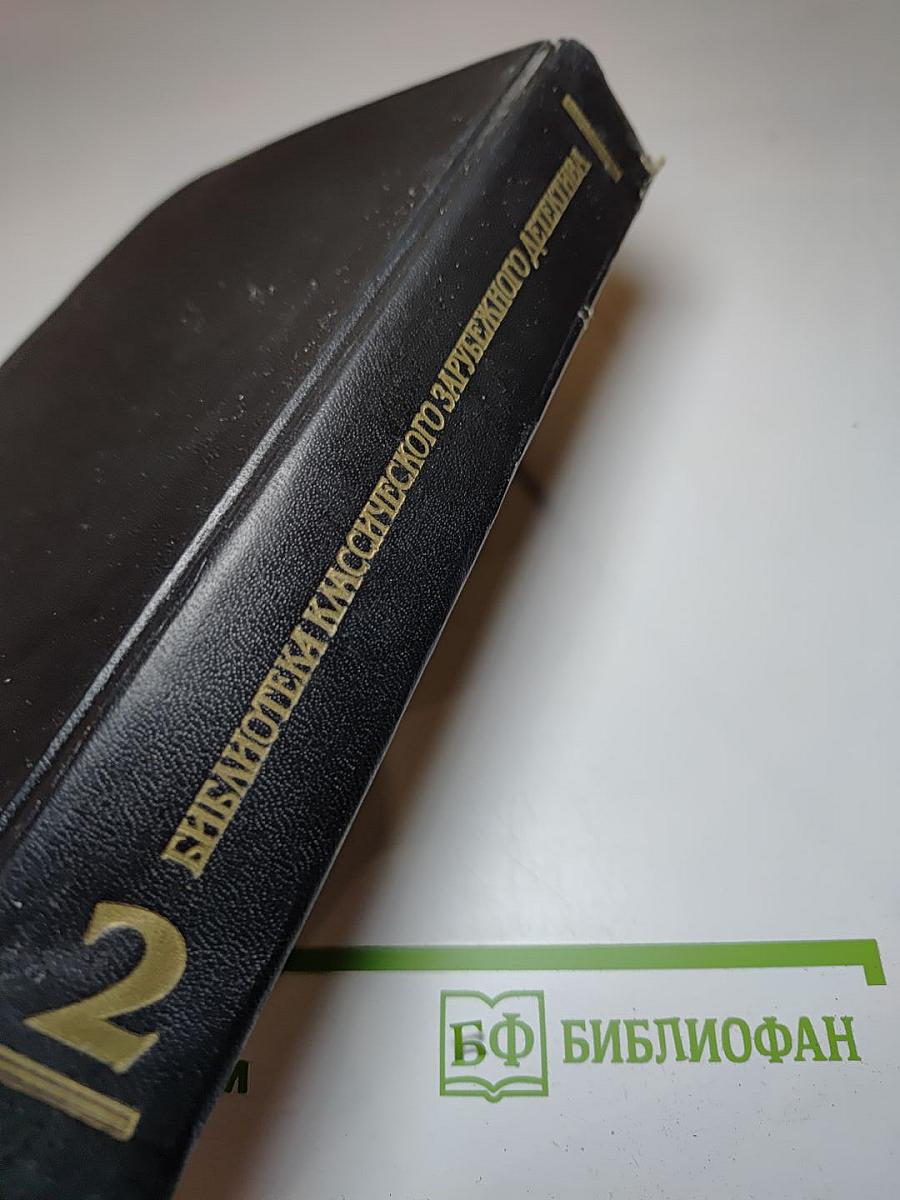 БИБЛИОТЕКА КЛАССИЧЕСКОГО ЗАРУБЕЖНОГО ДЕТЕКТИВА
2
БФ БИБЛИОФАН